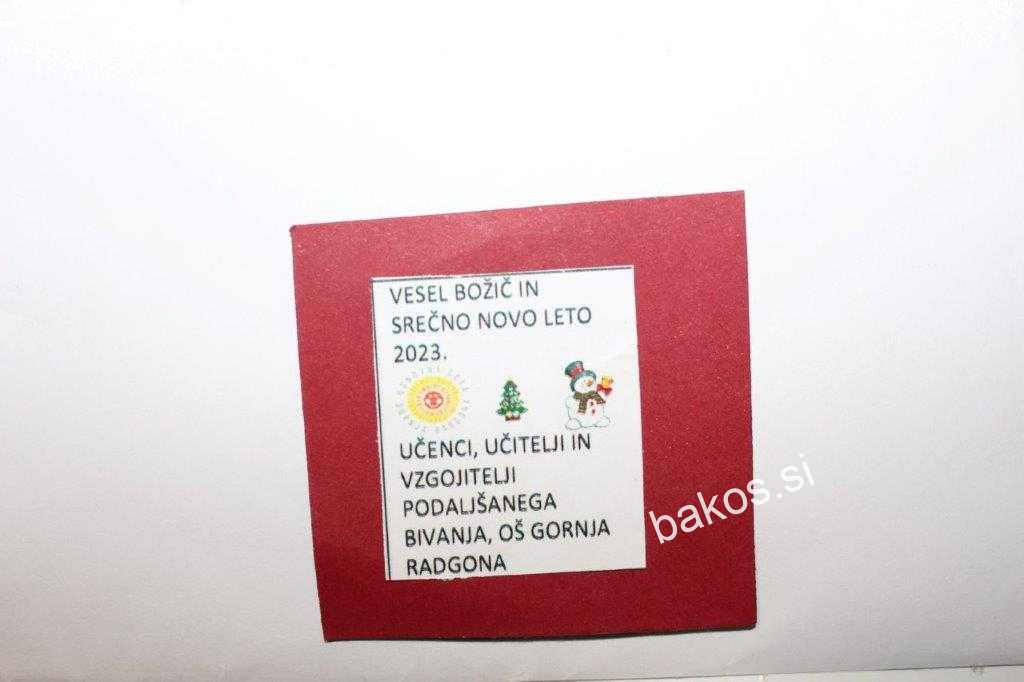 VESEL BOŽIČ IN
SREČNO NOVO LETO
2023.
UČENCI, UČITELJI IN
VZGOJITELJI
PODALJŠANEGA
BIVANJA, OŠ GORNJA
RADGONA
bakos.si